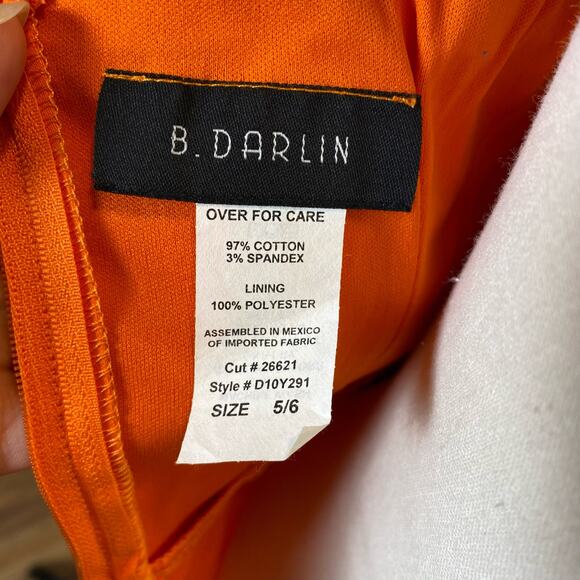 B. DARLIN
OVER FOR CARE
97% COTTON
3% SPANDEX
LINING
100% POLYESTER
ASSEMBLED IN MEXICO
OF IMPORTED FABRIC
Cut # 26621
Style # D10Y291
SIZE 5/6